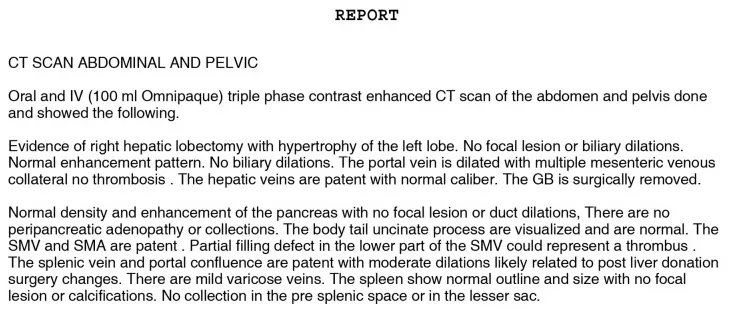 REPORT
CT SCAN ABDOMINAL AND PELVIC
Oral and IV (100 ml Omnipaque) triple phase contrast enhanced CT scan of the abdomen and pelvis done
and showed the following.
Evidence of right hepatic lobectomy with hypertrophy of the left lobe. No focal lesion or biliary dilations.
Normal enhancement pattern. No biliary dilations. The portal vein is dilated with multiple mesenteric venous
collateral no thrombosis . The hepatic veins are patent with normal caliber. The GB is surgically removed.
Normal density and enhancement of the pancreas with no focal lesion or duct dilations, There are no
peripancreatic adenopathy or collections. The body tail uncinate process are visualized and are normal. The
SMV and SMA are patent . Partial filling defect in the lower part of the SMV could represent a thrombus .
The splenic vein and portal confluence are patent with moderate dilations likely related to post liver donation
surgery changes. There are mild varicose veins. The spleen show normal outline and size with no focal
lesion or calcifications. No collection in the pre splenic space or in the lesser sac.